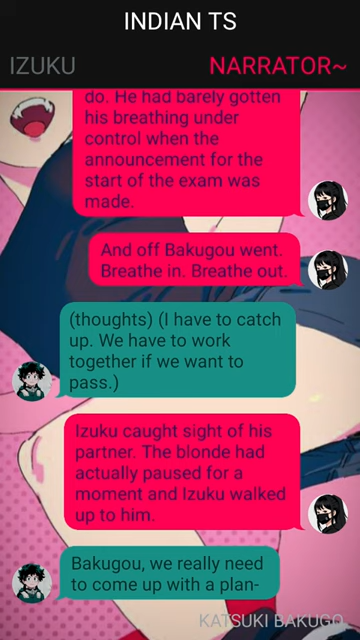 INDIAN TS
IZUKU
NARRATOR~
do. He had barely gotten
his breathing under
control when the
announcement for the
start of the exam was
made.
And off Bakugou went.
Breathe in. Breathe out.
(thoughts) (I have to catch
up. We have to work
together if we want to
pass.)
Izuku caught sight of his
partner. The blonde had
actually paused for a
moment and Izuku walked
up to him.
Bakugou, we really need
to come up with a plan-
KATSUKI BAKUGO